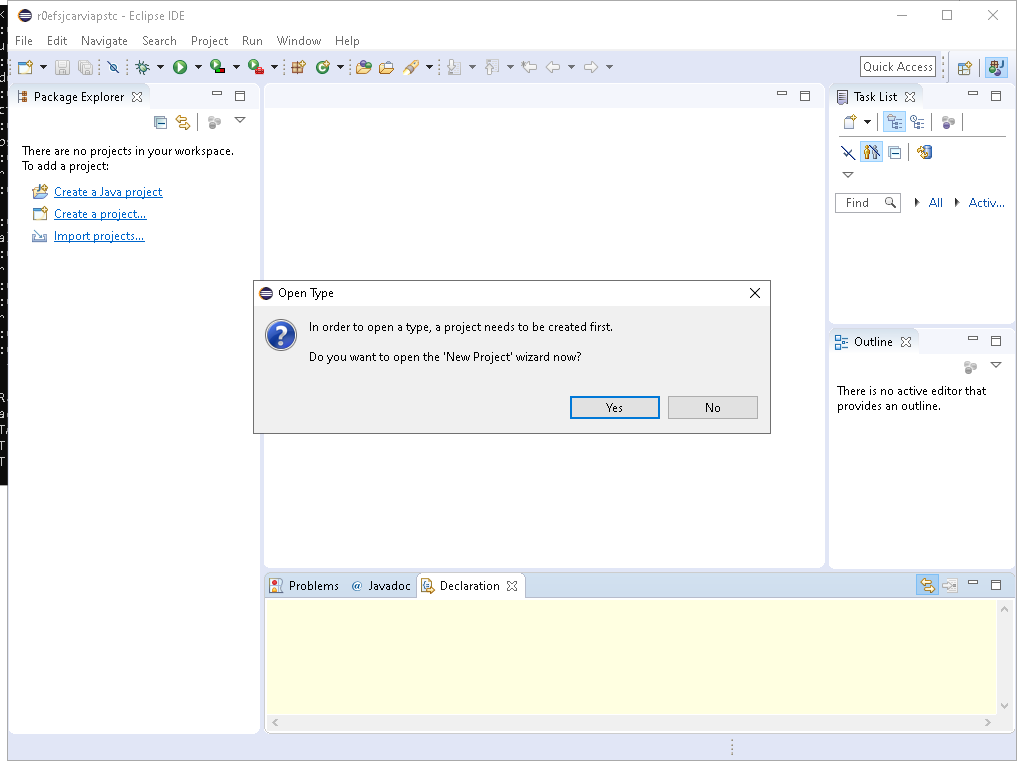 r0efsjcarviapstc - Eclipse IDE
File Edit Navigate Search Project Run Window Help
Quick Access
Package Explorer
Task List
There are no projects in your workspace.
To add a project:
Create a Java project
Create a project...
Import projects...
Find
All
Activ...
Open Type
In order to open a type, a project needs to be created first.
Do you want to open the 'New Project' wizard now?
Yes
No
Outline
There is no active editor that
provides an outline.
Problems
@ Javadoc
Declaration